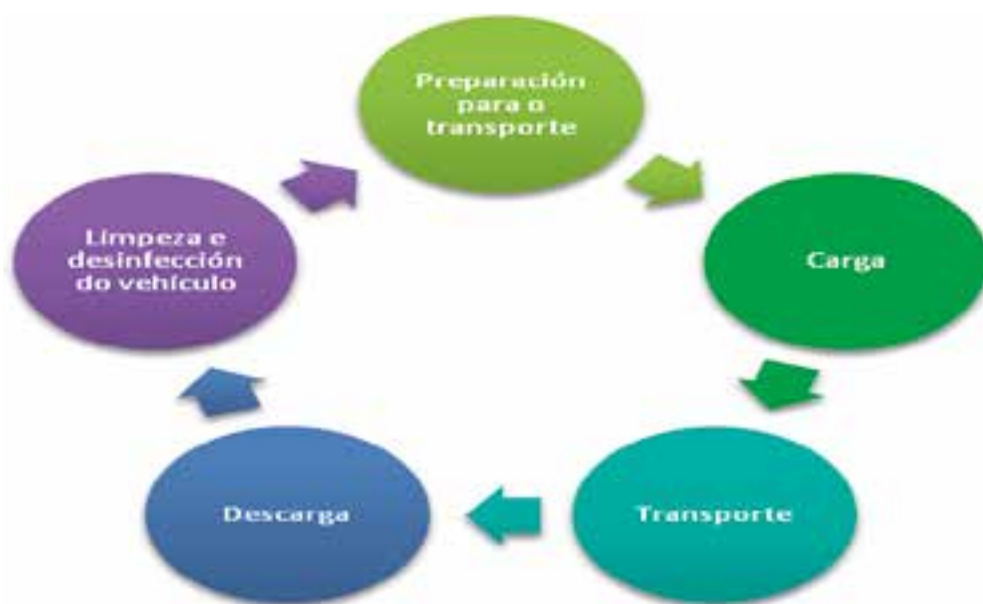 Preparación
para o
transporte
Carga
Transporte
Descarga
Limpeza e
desinfección
do vehículo